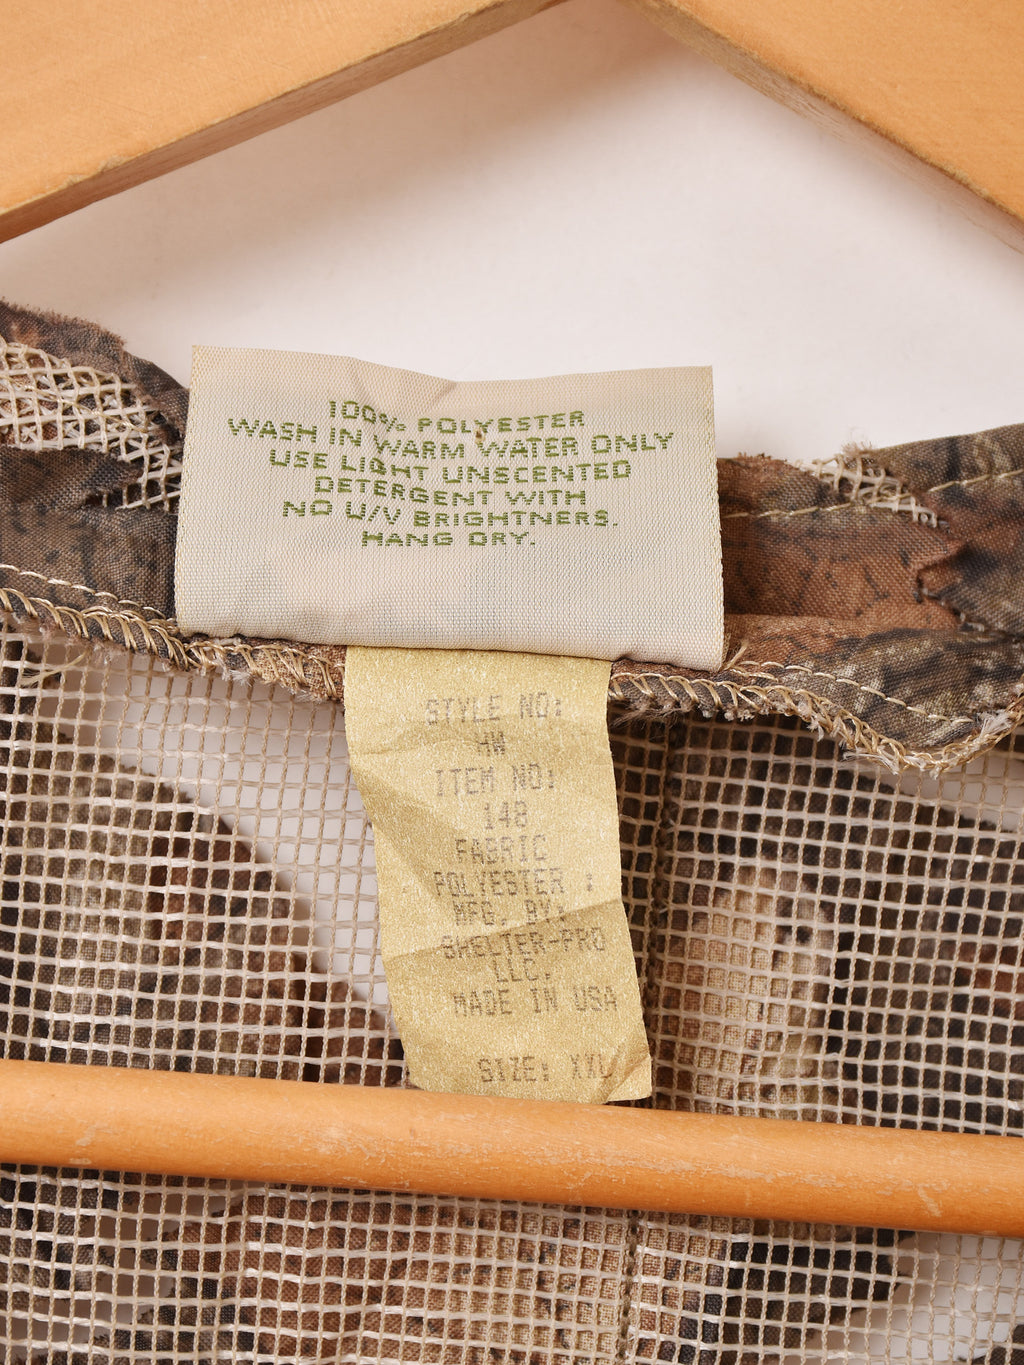 100% POLYESTER
WASH IN WARM WATER ONLY
USE LIGHT UNSCENTED
DETERGENT WITH
NO U/V BRIGHTNERS.
HANG DRY.
STYLE NO:
HW
ITEM NO:
148
FABRIC
POLYESTER :
MFG. BY:
SHELTER-PRO
LLC.
MADE IN USA
SIZE: XXL